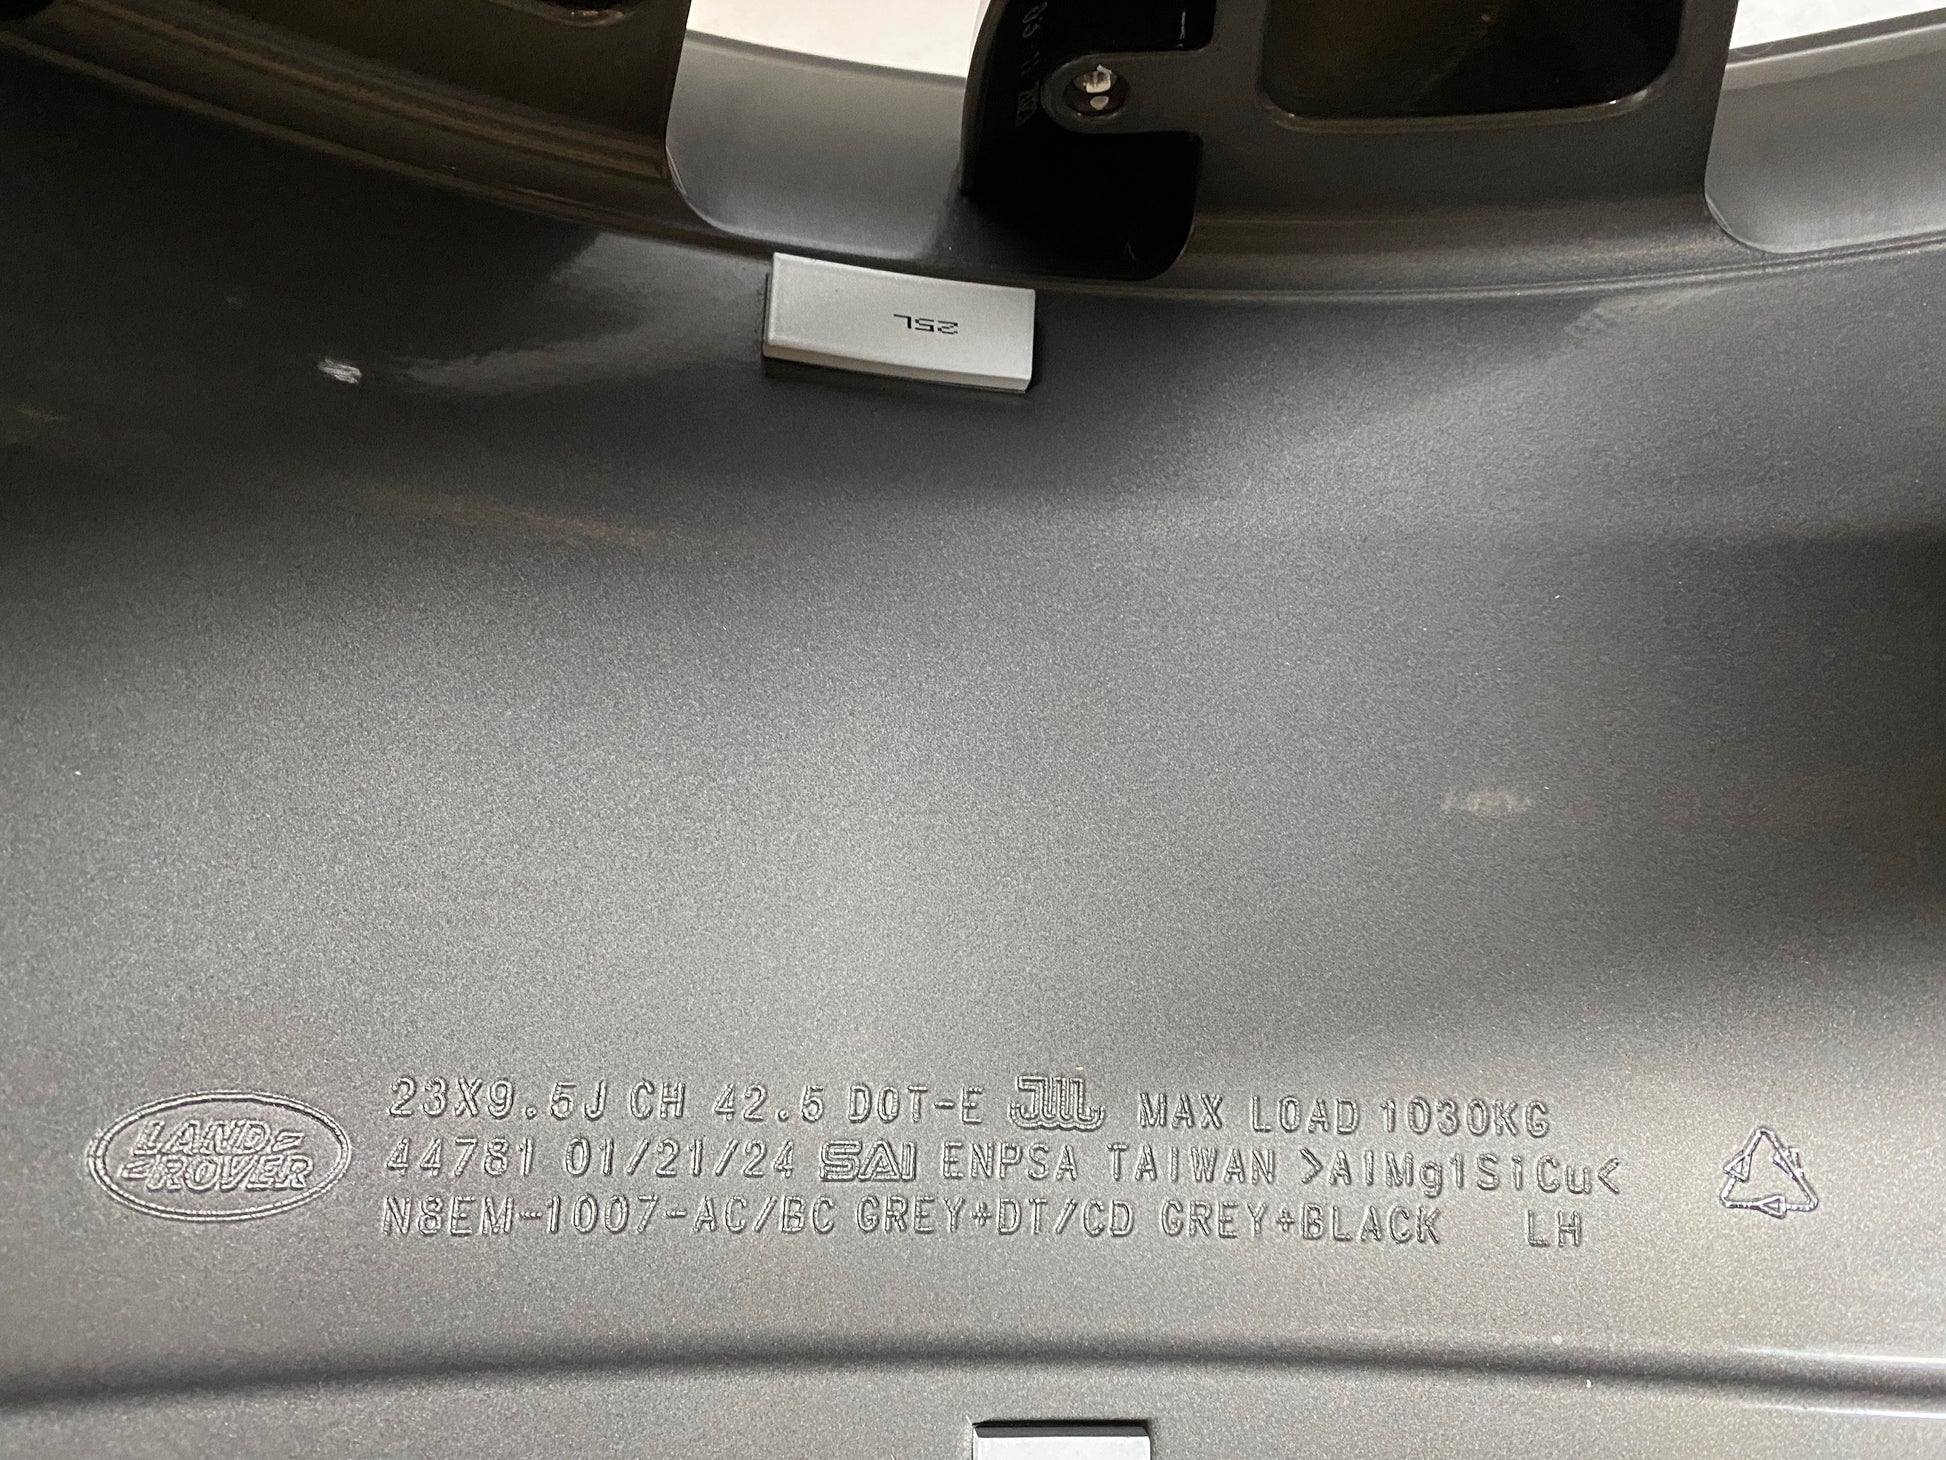 25L
LAND
ROVER
23X9.5J CH 42.5 DOT-E JWL MAX LOAD 1030KG
44781 01/21/24 SAI ENPSA TAIWAN >AlMg1SiCu<
N8EM-1007-AC/BC GREY+DT/CD GREY+BLACK LH